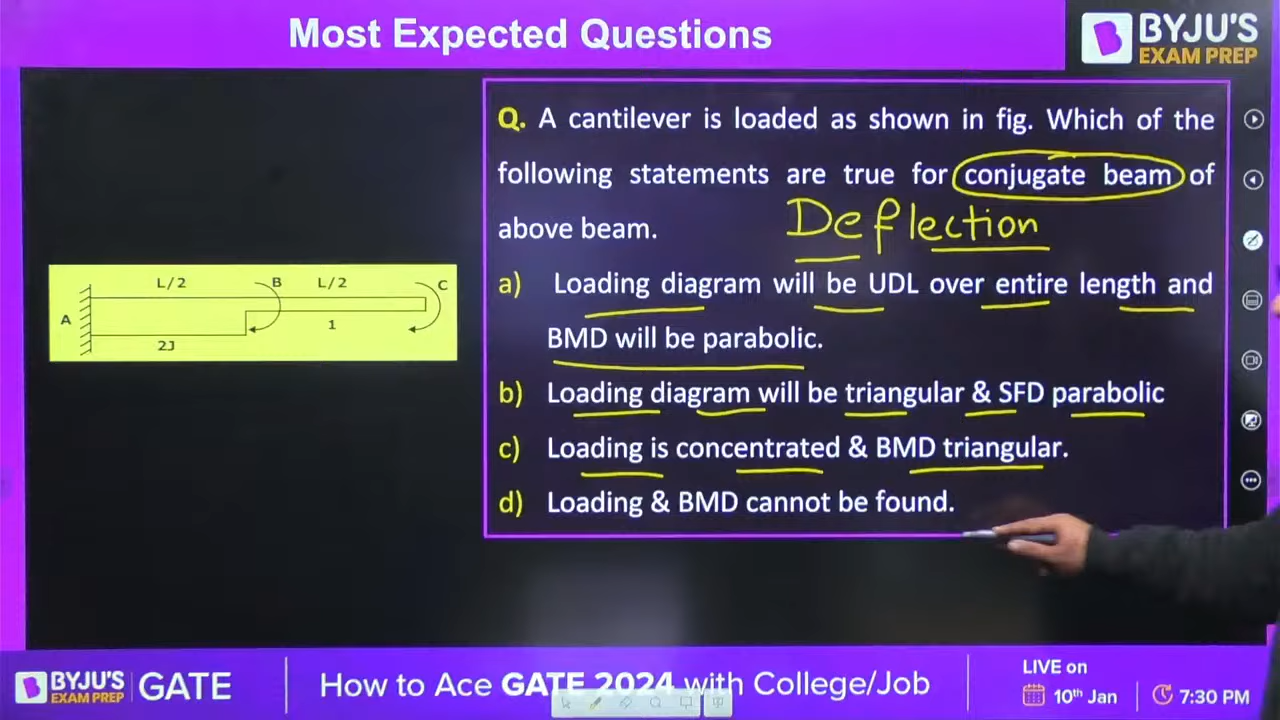 Most Expected Questions
BYJU'S
EXAM PREP
Q. A cantilever is loaded as shown in fig. Which of the
following statements are true for conjugate beam of
above beam.
Deflection
a) Loading diagram will be UDL over entire length and
BMD will be parabolic.
b) Loading diagram will be triangular & SFD parabolic
c) Loading is concentrated & BMD triangular.
d) Loading & BMD cannot be found.
L/2 B L/2 C
A
1
2J
BYJU'S
EXAM PREP
GATE
How to Ace GATE 2024 with College/Job
LIVE on
10th Jan
7:30 PM